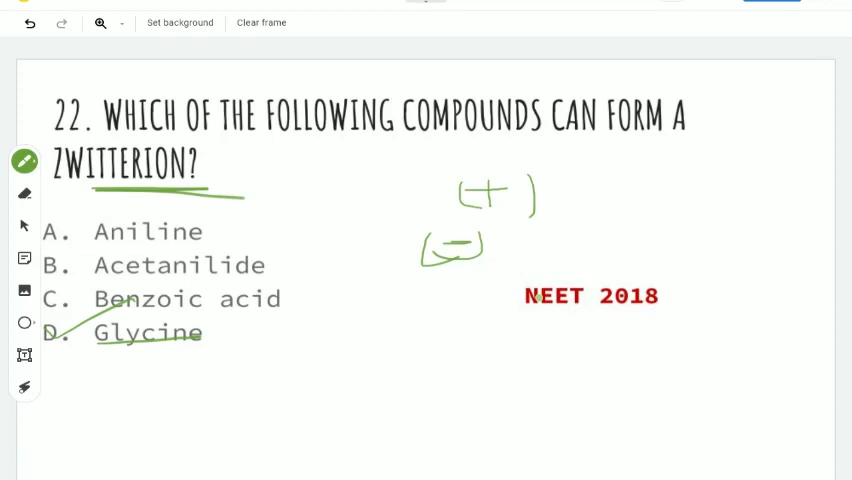 Set background Clear frame
22. WHICH OF THE FOLLOWING COMPOUNDS CAN FORM A
ZWITTERION?
(+)
(-)
A. Aniline
B. Acetanilide
C. Benzoic acid
D. Glycine
NEET 2018